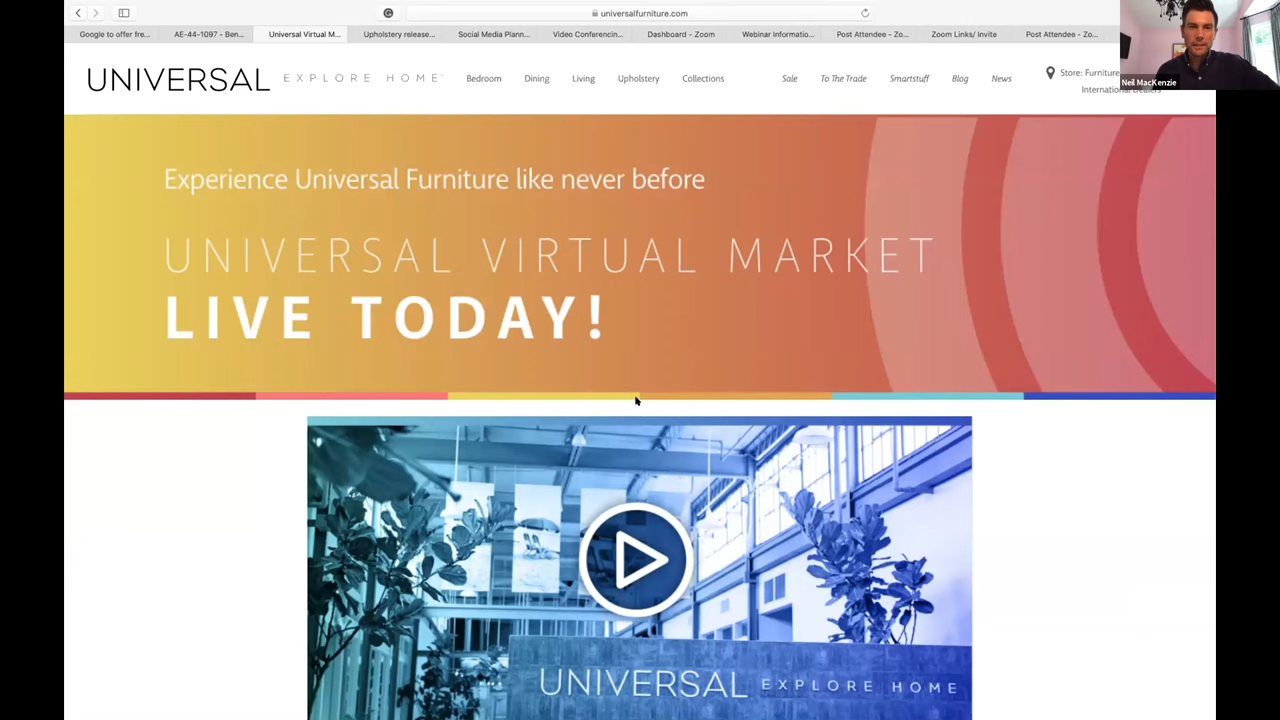 universalfurniture.com
Google to offer fre...
AE-44-1097 - Ben...
Universal Virtual M...
Upholstery release...
Social Media Plann...
Video Conferencin...
Dashboard - Zoom
Webinar Informatio...
Post Attendee - Zo...
Zoom Links/ Invite
Post Attendee - Zo...
UNIVERSAL EXPLORE HOME
Bedroom
Dining
Living
Upholstery
Collections
Sale
To The Trade
Smartstuff
Blog
News
Store: Furniture
International Dealers
Neil MacKenzie
Experience Universal Furniture like never before
UNIVERSAL VIRTUAL MARKET
LIVE TODAY!
UNIVERSAL EXPLORE HOME